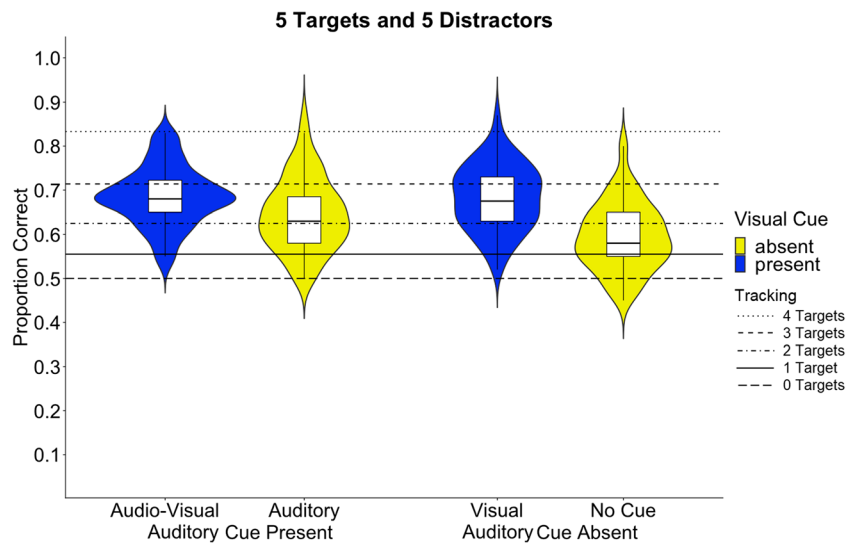 5 Targets and 5 Distractors
Proportion Correct
1.0
0.9
0.8
0.7
0.6
0.5
0.4
0.3
0.2
0.1
Audio-Visual Auditory Visual No Cue
Auditory Cue Present Auditory Cue Absent
Visual Cue
absent
present
Tracking
4 Targets
3 Targets
2 Targets
1 Target
0 Targets